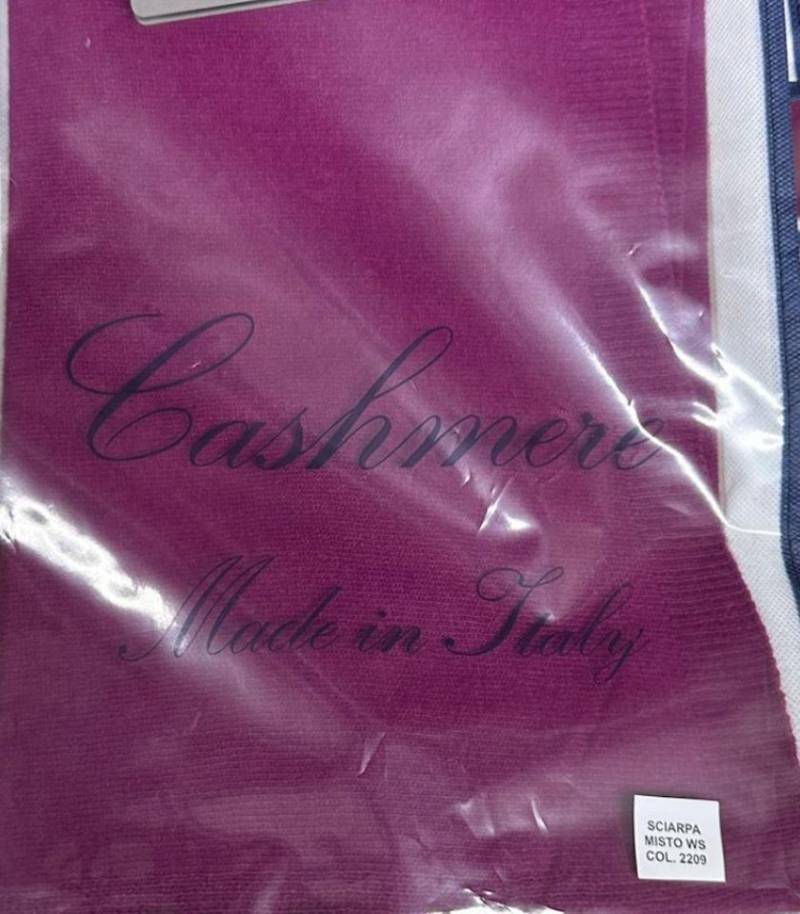 Cashmere
Made in Italy
SCIARPA
MISTO WS
COL. 2209